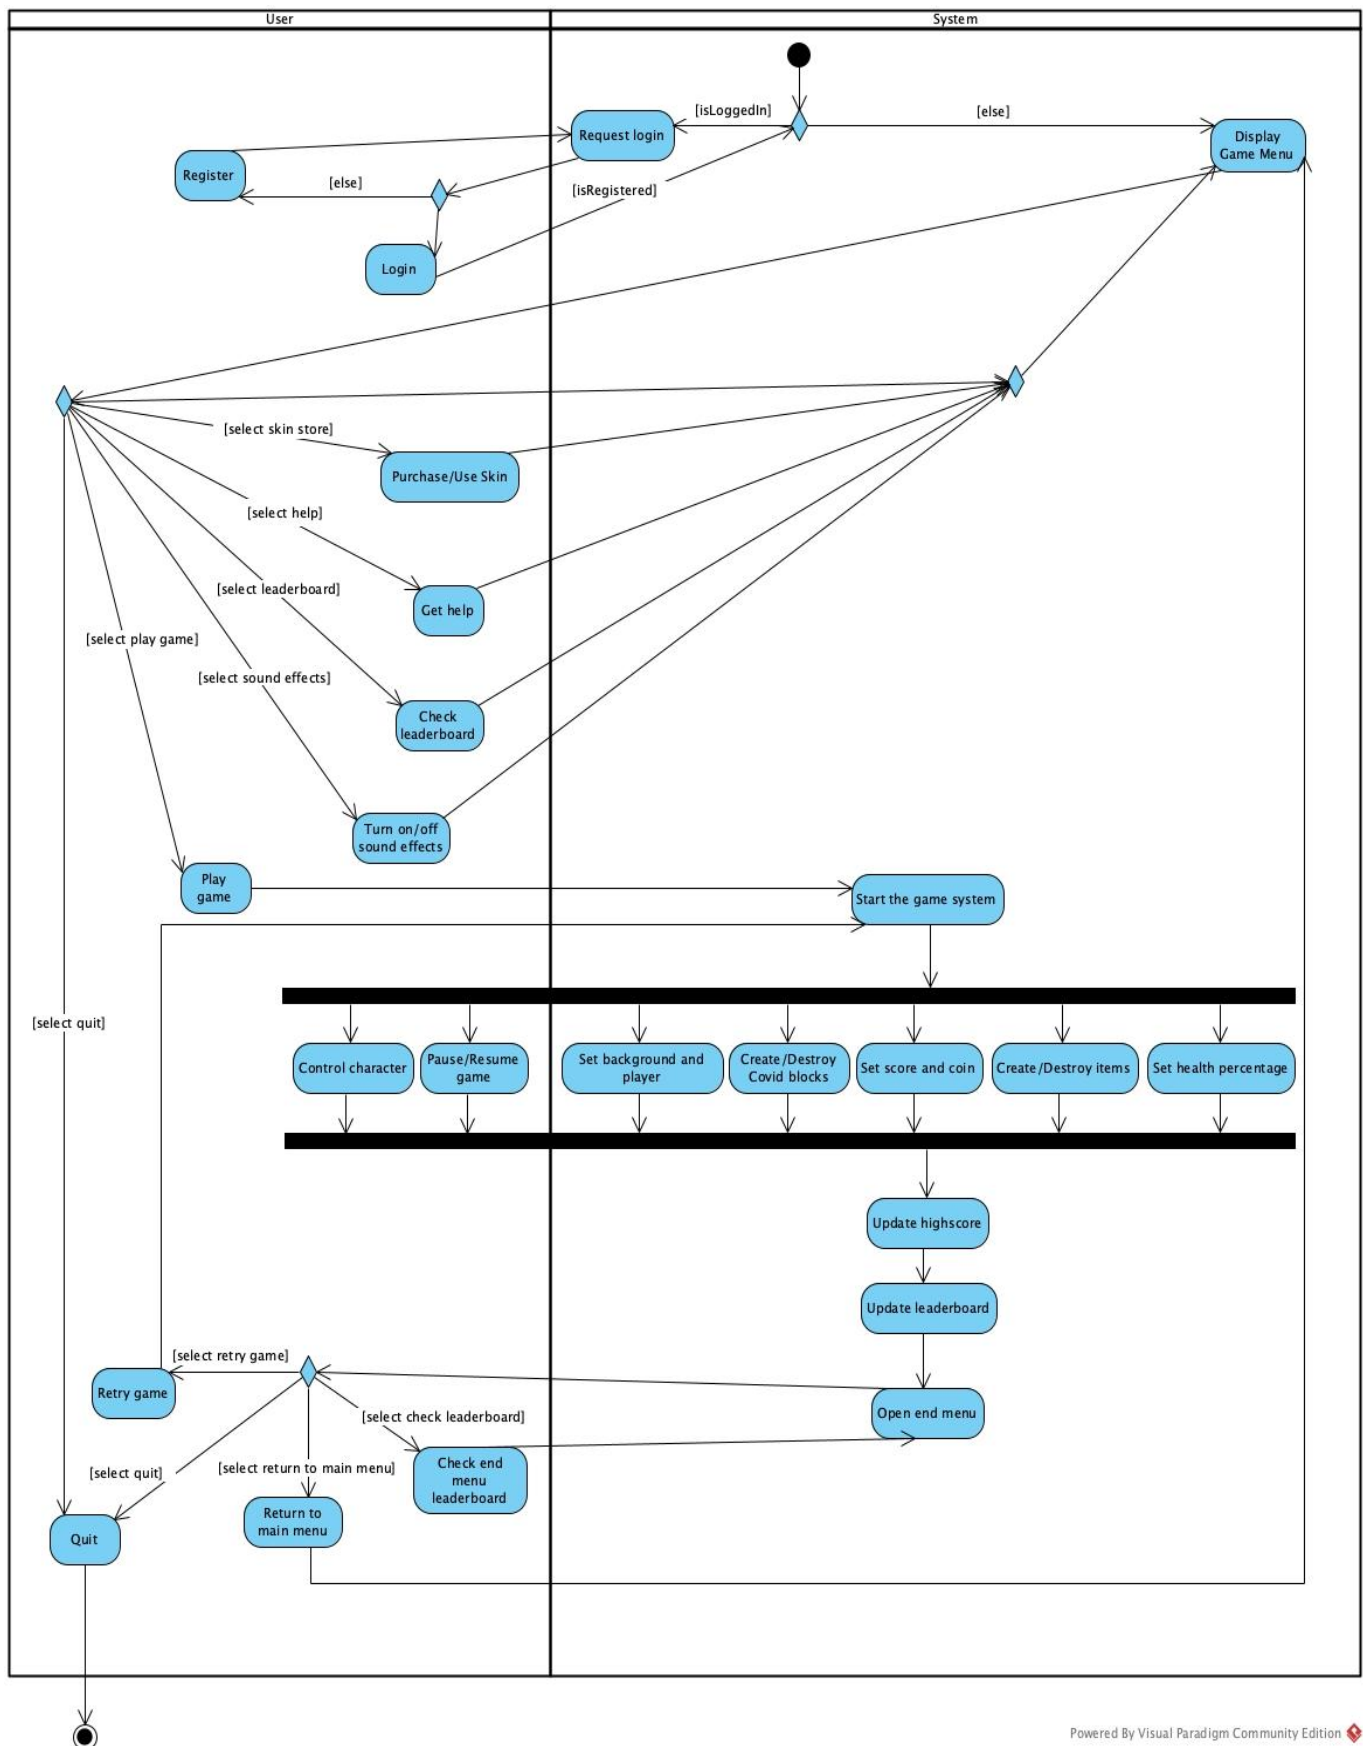 User
System
[isLoggedIn]
[else]
Request login
Display
Game Menu
Register
[else]
[isRegistered]
Login
[select skin store]
Purchase/Use Skin
[select help]
[select leaderboard]
Get help
[select play game]
[select sound effects]
Check
leaderboard
Turn on/off
sound effects
Play
game
Start the game system
[select quit]
Control character
Pause/Resume
game
Set background and
player
Create/Destroy
Covid blocks
Set score and coin
Create/Destroy items
Set health percentage
Update highscore
Update leaderboard
[select retry game]
Retry game
Open end menu
[select check leaderboard]
[select quit]
[select return to main menu]
Check end
menu
leaderboard
Return to
main menu
Quit
Powered By Visual Paradigm Community Edition